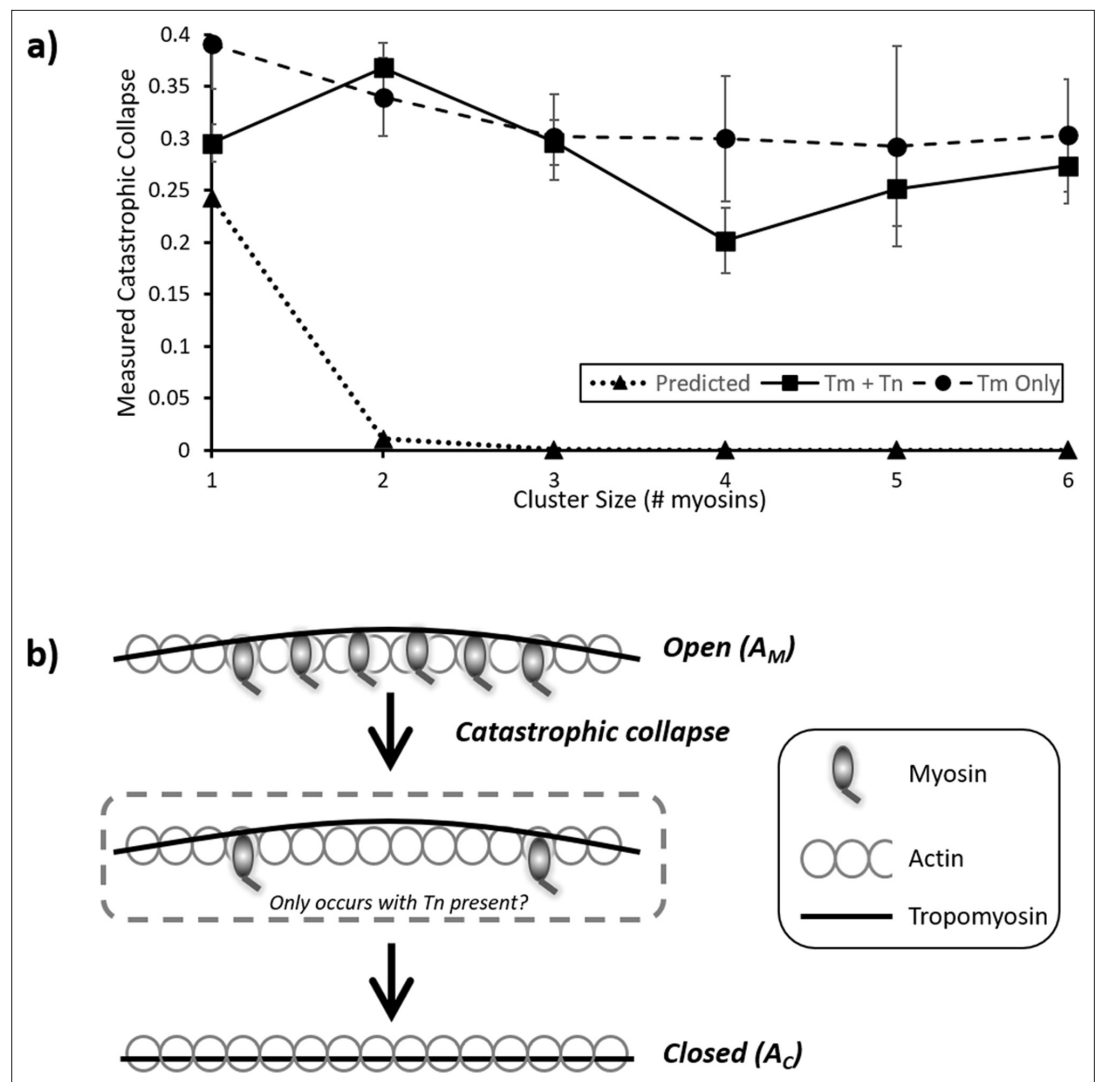 a)
Measured Catastrophic Collapse
0.4
0.35
0.3
0.25
0.2
0.15
0.1
0.05
0
Predicted Tm + Tn Tm Only
1 2 3 4 5 6
Cluster Size (# myosins)
b)
Open (AM)
Catastrophic collapse
Only occurs with Tn present?
Closed (AC)
Myosin
Actin
Tropomyosin